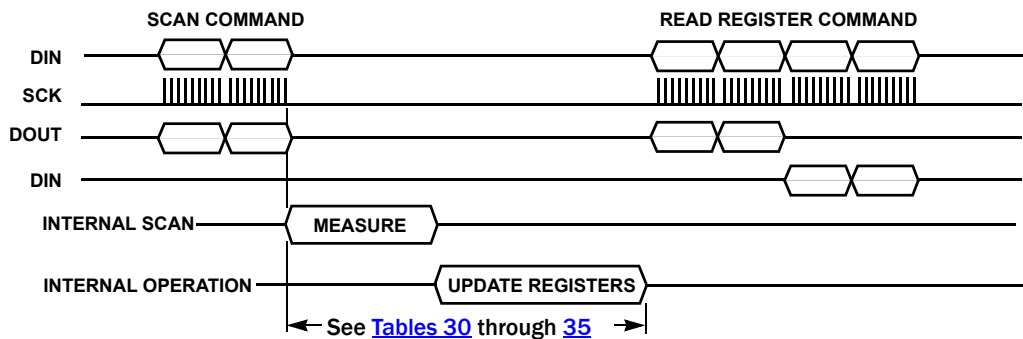 SCAN COMMAND
READ REGISTER COMMAND
DIN
SCK
DOUT
DIN
INTERNAL SCAN
MEASURE
INTERNAL OPERATION
UPDATE REGISTERS
See Tables 30 through 35